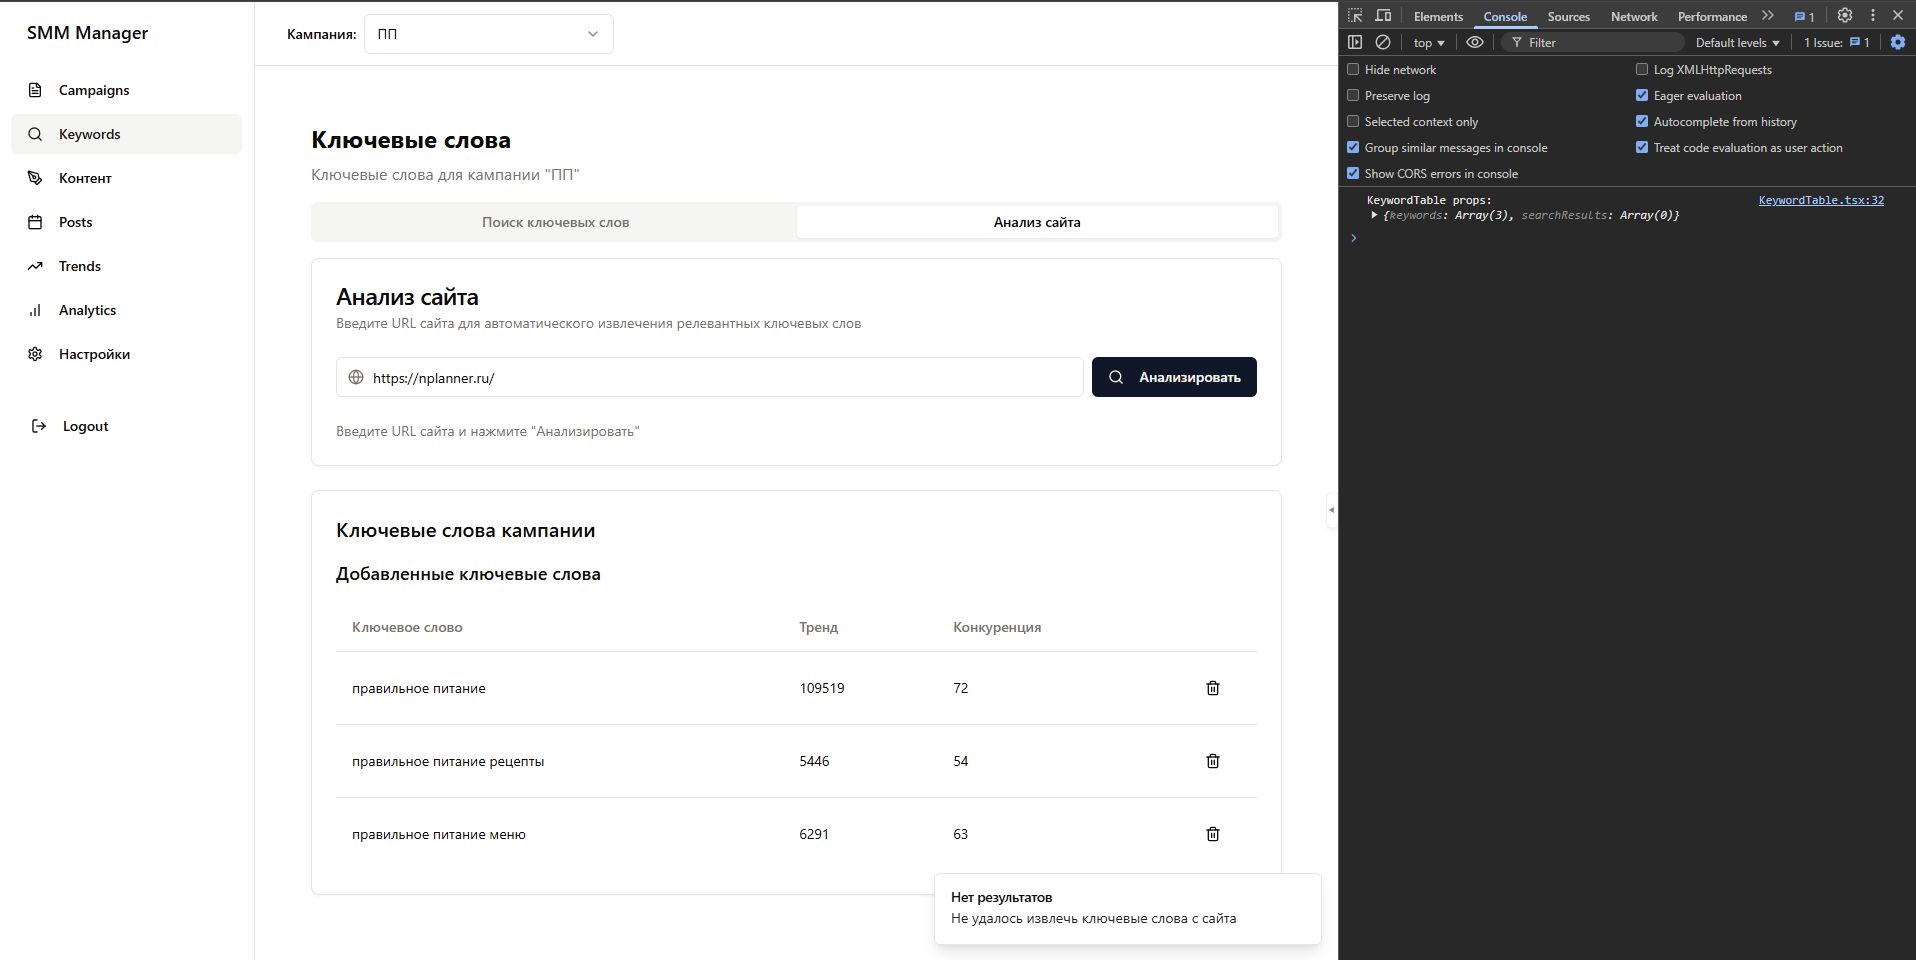 SMM Manager
Campaigns
Keywords
Контент
Posts
Trends
Analytics
Настройки
Logout
Кампания: ПП
Ключевые слова
Ключевые слова для кампании "ПП"
Поиск ключевых слов Анализ сайта
Анализ сайта
Введите URL сайта для автоматического извлечения релевантных ключевых слов
https://nplanner.ru/ Анализировать
Введите URL сайта и нажмите "Анализировать"
Ключевые слова кампании
Добавленные ключевые слова
Ключевое слово Тренд Конкуренция
правильное питание 109519 72
правильное питание рецепты 5446 54
правильное питание меню 6291 63
Нет результатов
Не удалось извлечь ключевые слова с сайта
Elements Console Sources Network Performance 1
top Filter Default levels 1 Issue: 1
Hide network Log XMLHttpRequests
Preserve log Eager evaluation
Selected context only Autocomplete from history
Group similar messages in console Treat code evaluation as user action
Show CORS errors in console
KeywordTable props: KeywordTable.tsx:32
{keywords: Array(3), searchResults: Array(0)}